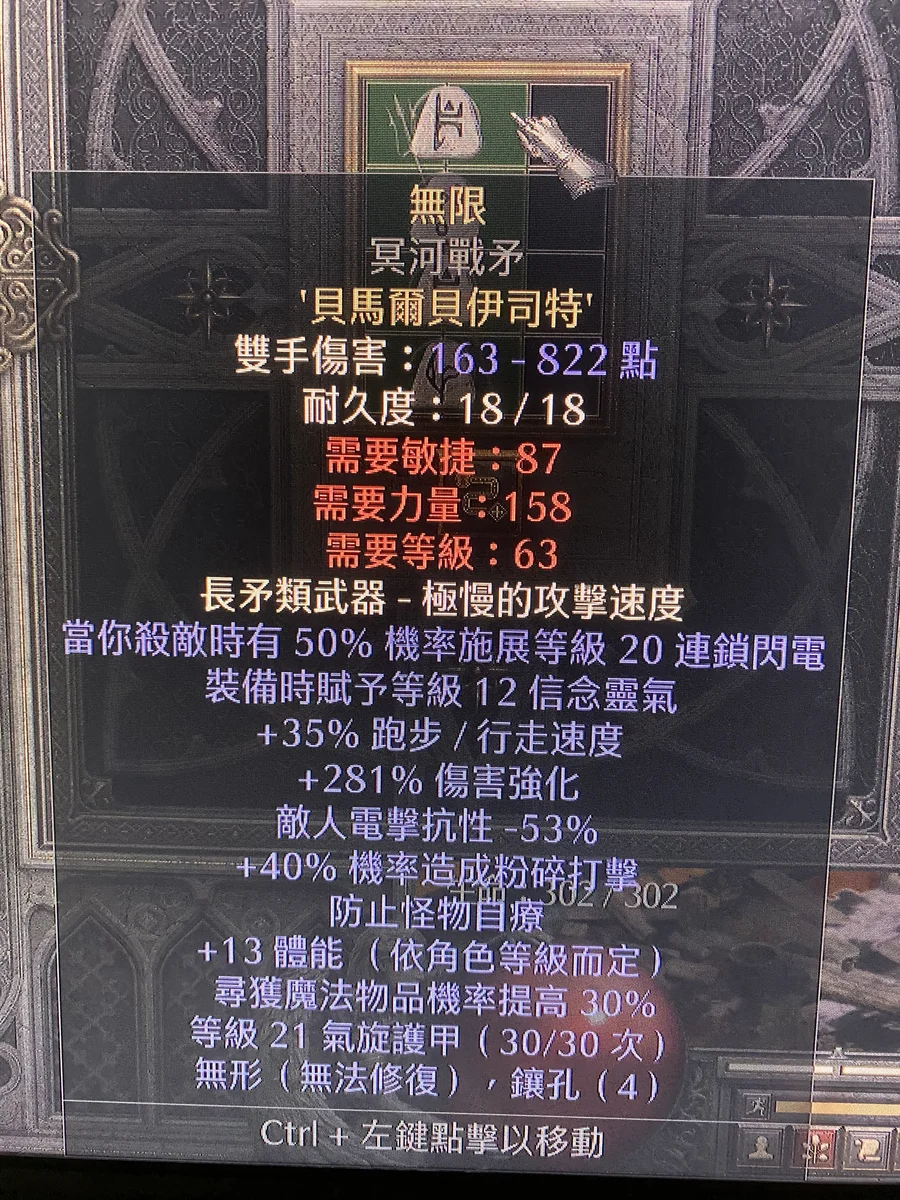 無限
冥河戰矛
'貝馬爾貝伊司特'
雙手傷害：163 - 822 點
耐久度：18 / 18
需要敏捷：87
需要力量：158
需要等級：63
長矛類武器 - 極慢的攻擊速度
當你殺敵時有 50% 機率施展等級 20 連鎖閃電
裝備時賦予等級 12 信念靈氣
+35% 跑步 / 行走速度
+281% 傷害強化
敵人電擊抗性 -53%
+40% 機率造成粉碎打擊
302 / 302
防止怪物自療
+13 體能 （依角色等級而定）
尋獲魔法物品機率提高 30%
等級 21 氣旋護甲（30/30 次）
無形（無法修復），鑲孔（4）
Ctrl + 左鍵點擊以移動